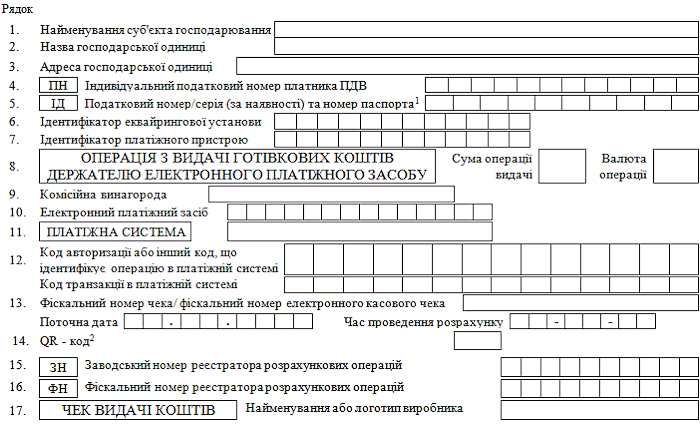 Рядок
1. Найменування суб'єкта господарювання
2. Назва господарської одиниці
3. Адреса господарської одиниці
4. ПН Індивідуальний податковий номер платника ПДВ
5. ІД Податковий номер/серія (за наявності) та номер паспорта¹
6. Ідентифікатор еквайрингової установи
7. Ідентифікатор платіжного пристрою
8. ОПЕРАЦІЯ З ВИДАЧІ ГОТІВКОВИХ КОШТІВ Сума операції Валюта
ДЕРЖАТЕЛЮ ЕЛЕКТРОННОГО ПЛАТІЖНОГО ЗАСОБУ видачі операції
9. Комісійна винагорода
10. Електронний платіжний засіб
11. ПЛАТІЖНА СИСТЕМА
12. Код авторизації або інший код, що
ідентифікує операцію в платіжній системі
Код транзакції в платіжній системі
13. Фіскальний номер чека/ фіскальний номер електронного касового чека
Поточна дата . . Час проведення розрахунку - -
14. QR - код²
15. ЗН Заводський номер реєстратора розрахункових операцій
16. ФН Фіскальний номер реєстратора розрахункових операцій
17. ЧЕК ВИДАЧІ КОШТІВ Найменування або логотип виробника